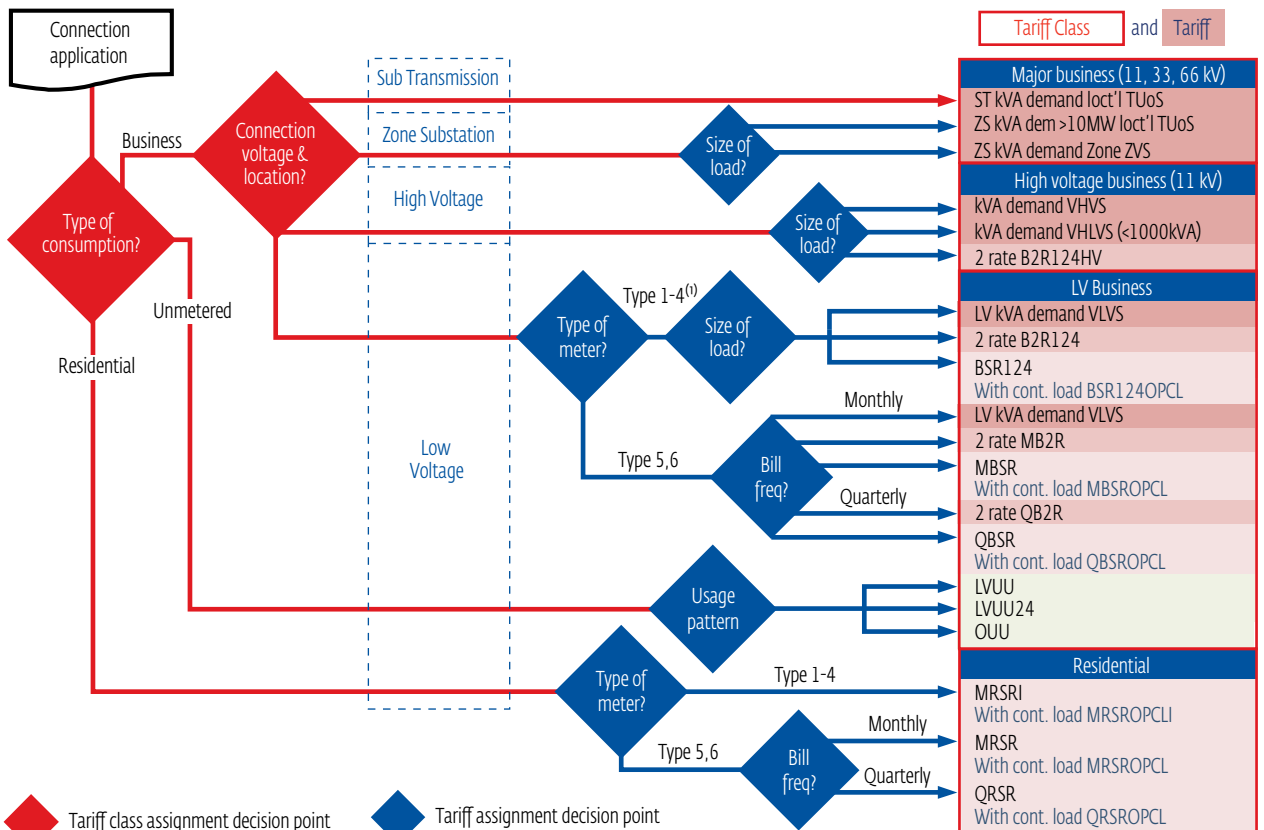 Connection
application
Tariff Class and Tariff
Sub Transmission
Major business (11, 33, 66 kV)
ST kVA demand loct'l TUoS
Business
Connection
voltage &
location?
Zone Substation
Size of
load?
ZS kVA dem >10MW loct'l TUoS
ZS kVA demand Zone ZVS
High Voltage
High voltage business (11 kV)
Type of
consumption?
Size of
load?
kVA demand VHVS
kVA demand VHLVS (<1000kVA)
2 rate B2R124HV
Unmetered
Residential
LV Business
Type of
meter?
Type 1-4(1)
Size of
load?
LV kVA demand VLVS
2 rate B2R124
BSR124
With cont. load BSR124OPCL
Low
Voltage
Type 5,6
Bill
freq?
Monthly
LV kVA demand VLVS
2 rate MB2R
MBSR
With cont. load MBSROPCL
Quarterly
2 rate QB2R
QBSR
With cont. load QBSROPCL
Usage
pattern
LVUU
LVUU24
OUU
Residential
Type of
meter?
Type 1-4
MRSRI
With cont. load MRSROPCLI
Type 5,6
Bill
freq?
Monthly
MRSR
With cont. load MRSROPCL
Quarterly
QRSR
With cont. load QRSROPCL
Tariff class assignment decision point
Tariff assignment decision point